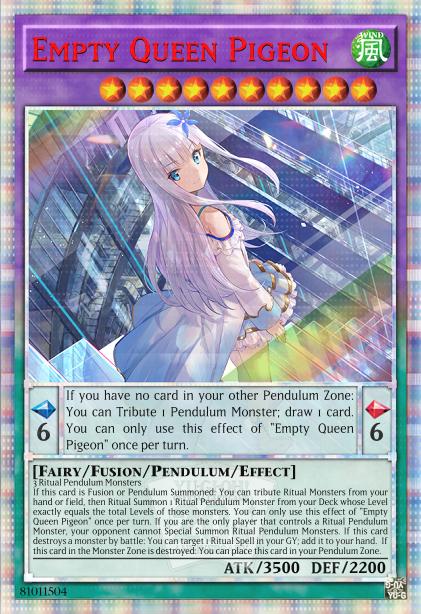 EMPTY QUEEN PIGEON
WIND
風
If you have no card in your other Pendulum Zone:
You can Tribute 1 Pendulum Monster; draw 1 card.
You can only use this effect of "Empty Queen
Pigeon" once per turn.
6
6
[FAIRY/FUSION/PENDULUM/EFFECT]
3 Ritual Pendulum Monsters
If this card is Fusion or Pendulum Summoned: You can tribute Ritual Monsters from your
hand or field, then Ritual Summon 1 Ritual Pendulum Monster from your Deck whose Level
exactly equals the total Levels of those monsters. You can only use this effect of "Empty
Queen Pigeon" once per turn. If you are the only player that controls a Ritual Pendulum
Monster, your opponent cannot Special Summon Ritual Pendulum Monsters. If this card
destroys a monster by battle: You can target 1 Ritual Spell in your GY; add it to your hand. If
this card in the Monster Zone is destroyed: You can place this card in your Pendulum Zone.
ATK/3500 DEF/2200
81011504